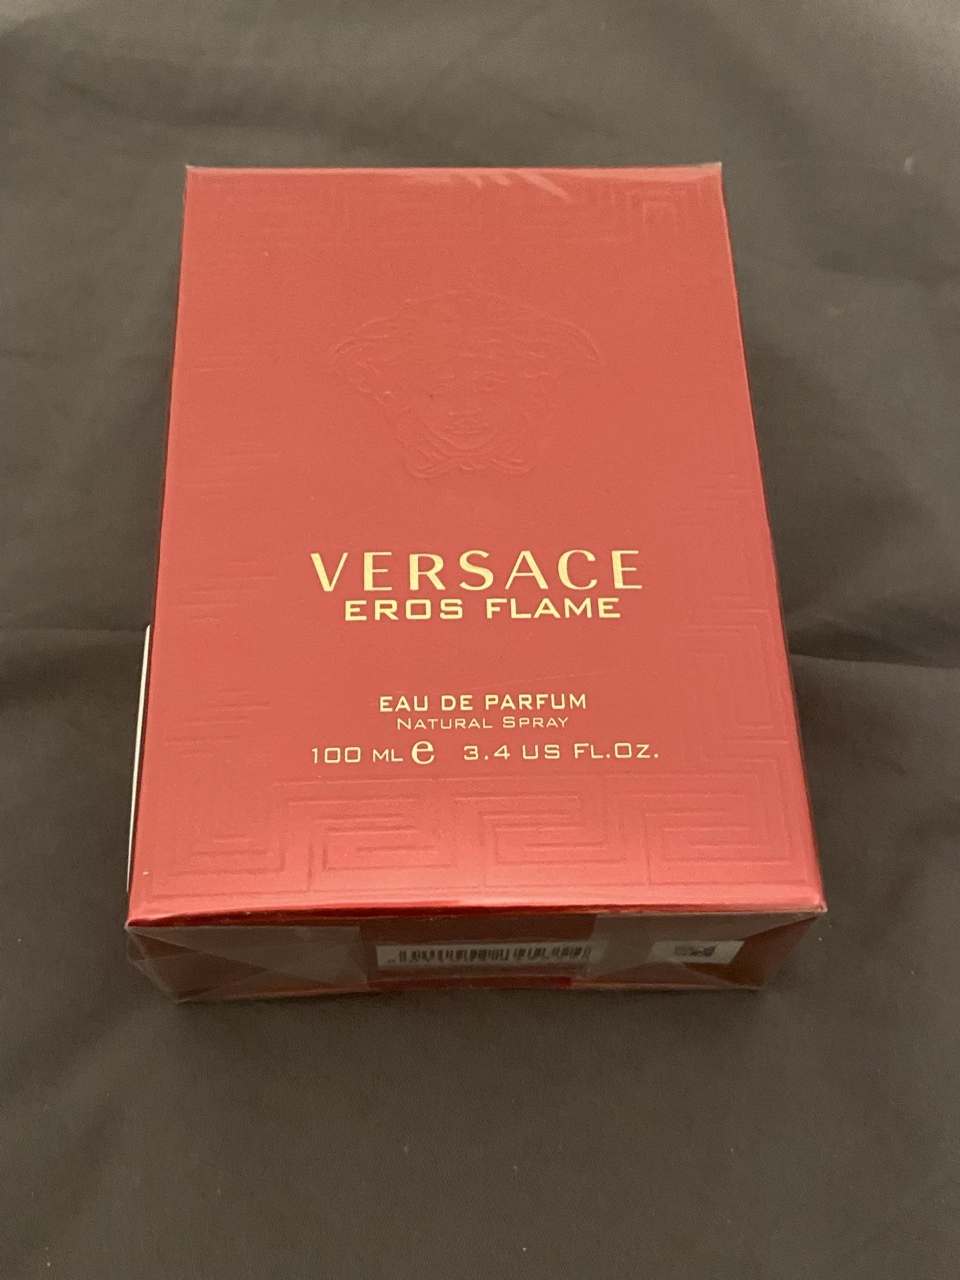 VERSACE
EROS FLAME
EAU DE PARFUM
NATURAL SPRAY
100 ML e 3.4 US FL.OZ.